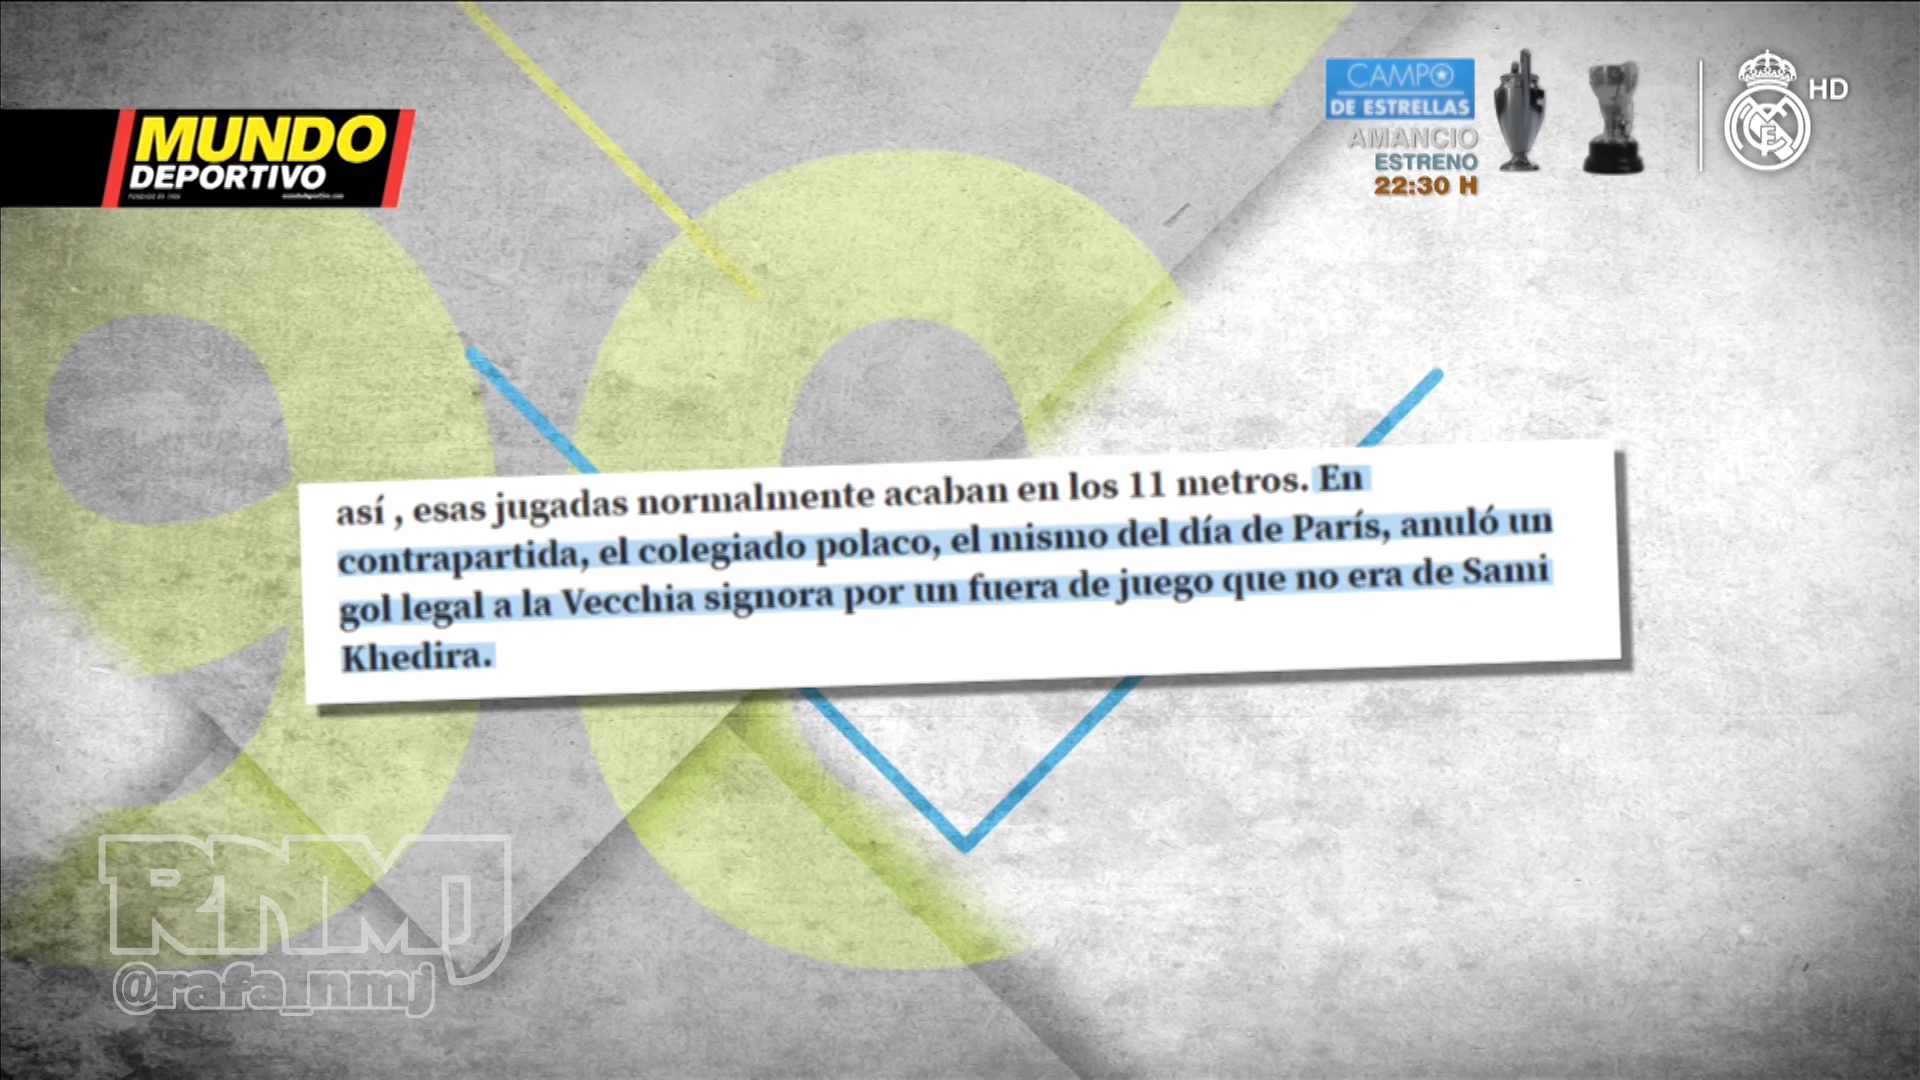 MUNDO
DEPORTIVO
CAMPO
DE ESTRELLAS
AMANCIO
ESTRENO
22:30 H
HD
así , esas jugadas normalmente acaban en los 11 metros. En
contrapartida, el colegiado polaco, el mismo del día de París, anuló un
gol legal a la Vecchia signora por un fuera de juego que no era de Sami
Khedira.
RNMJ
@rafa_nmj
90